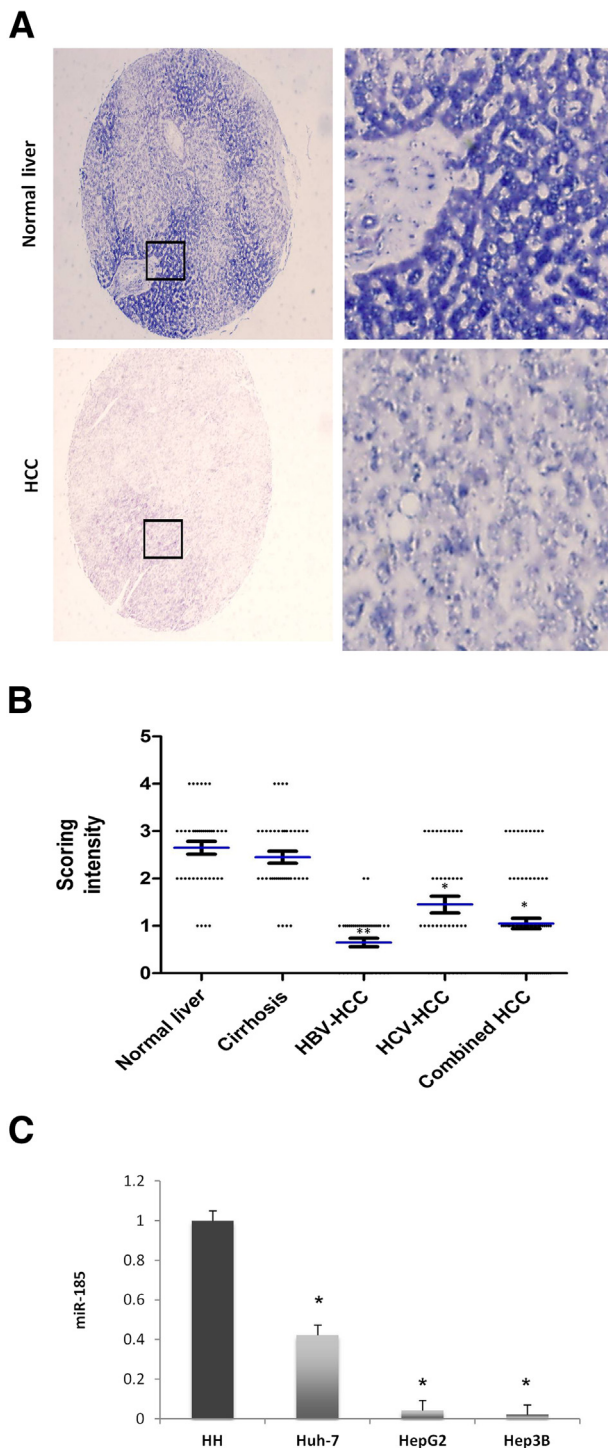 A
Normal liver
HCC
B
Scoring
intensity
5
4
3
2
1
0
**
*
*
Normal liver
Cirrhosis
HBV-HCC
HCV-HCC
Combined HCC
C
miR-185
1.2
1
0.8
0.6
0.4
0.2
0
*
*
*
HH
Huh-7
HepG2
Hep3B